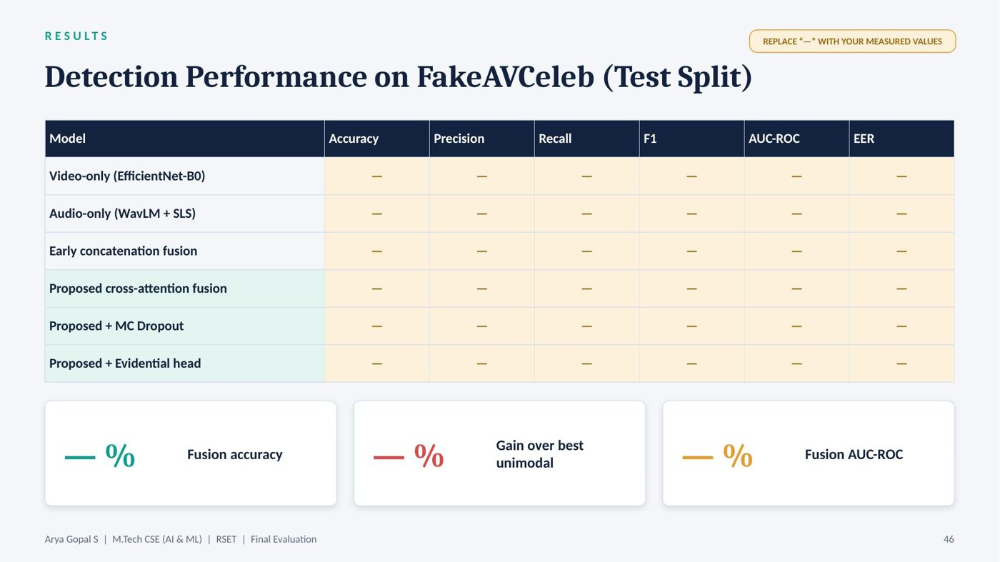 RESULTS
REPLACE “—” WITH YOUR MEASURED VALUES
Detection Performance on FakeAVCeleb (Test Split)
Model Accuracy Precision Recall F1 AUC-ROC EER
Video-only (EfficientNet-B0) — — — — — —
Audio-only (WavLM + SLS) — — — — — —
Early concatenation fusion — — — — — —
Proposed cross-attention fusion — — — — — —
Proposed + MC Dropout — — — — — —
Proposed + Evidential head — — — — — —
— % Fusion accuracy
— % Gain over best
unimodal
— % Fusion AUC-ROC
Arya Gopal S | M.Tech CSE (AI & ML) | RSET | Final Evaluation 46